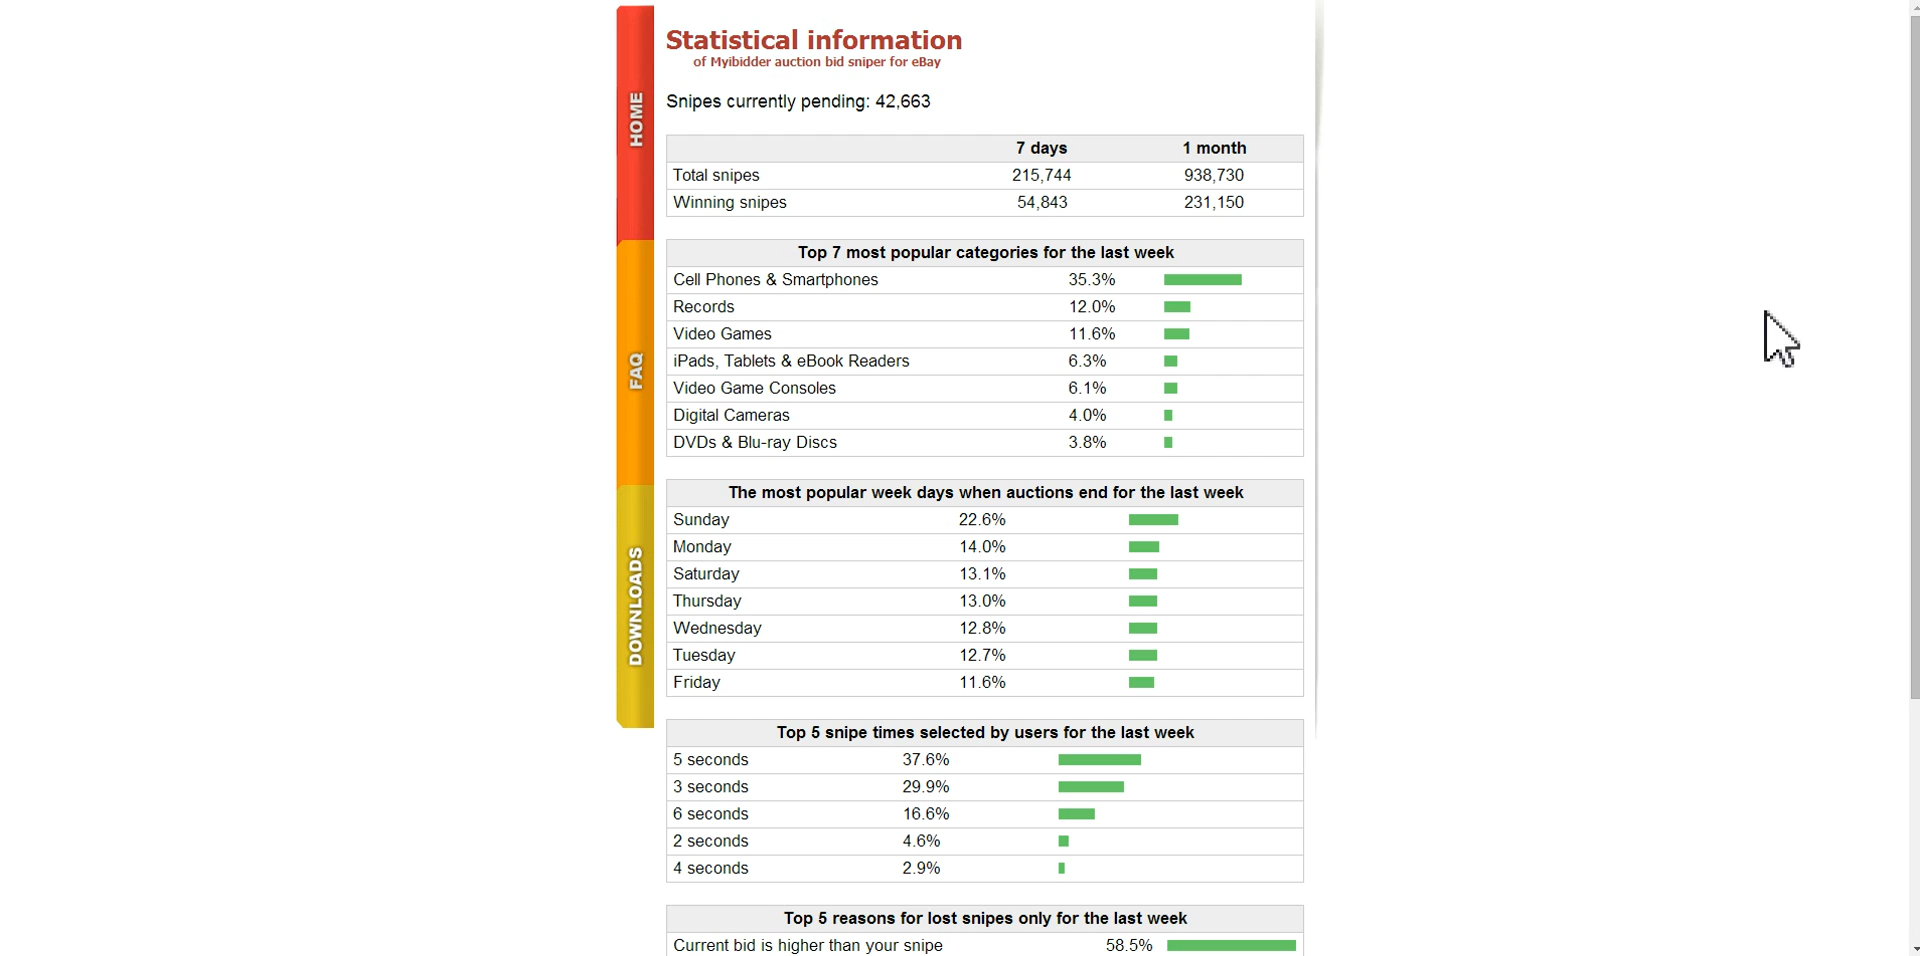 HOME
FAQ
DOWNLOADS
Statistical information
of Myibidder auction bid sniper for eBay
Snipes currently pending: 42,663
7 days 1 month
Total snipes 215,744 938,730
Winning snipes 54,843 231,150
Top 7 most popular categories for the last week
Cell Phones & Smartphones 35.3%
Records 12.0%
Video Games 11.6%
iPads, Tablets & eBook Readers 6.3%
Video Game Consoles 6.1%
Digital Cameras 4.0%
DVDs & Blu-ray Discs 3.8%
The most popular week days when auctions end for the last week
Sunday 22.6%
Monday 14.0%
Saturday 13.1%
Thursday 13.0%
Wednesday 12.8%
Tuesday 12.7%
Friday 11.6%
Top 5 snipe times selected by users for the last week
5 seconds 37.6%
3 seconds 29.9%
6 seconds 16.6%
2 seconds 4.6%
4 seconds 2.9%
Top 5 reasons for lost snipes only for the last week
Current bid is higher than your snipe 58.5%